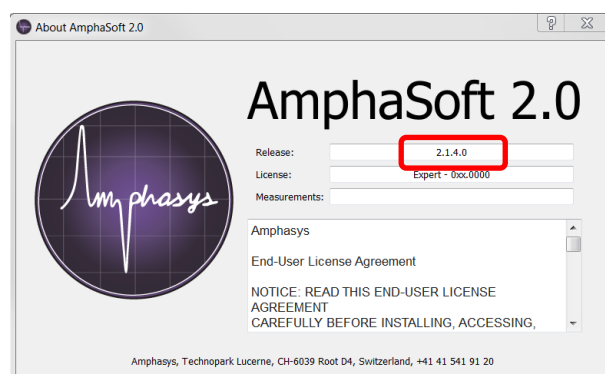 About AmphaSoft 2.0
AmphaSoft 2.0
Release: 2.1.4.0
License: Expert - 0xx.0000
Measurements:
Amphasys
Amphasys
End-User License Agreement
NOTICE: READ THIS END-USER LICENSE
AGREEMENT
CAREFULLY BEFORE INSTALLING, ACCESSING,
Amphasys, Technopark Lucerne, CH-6039 Root D4, Switzerland, +41 41 541 91 20